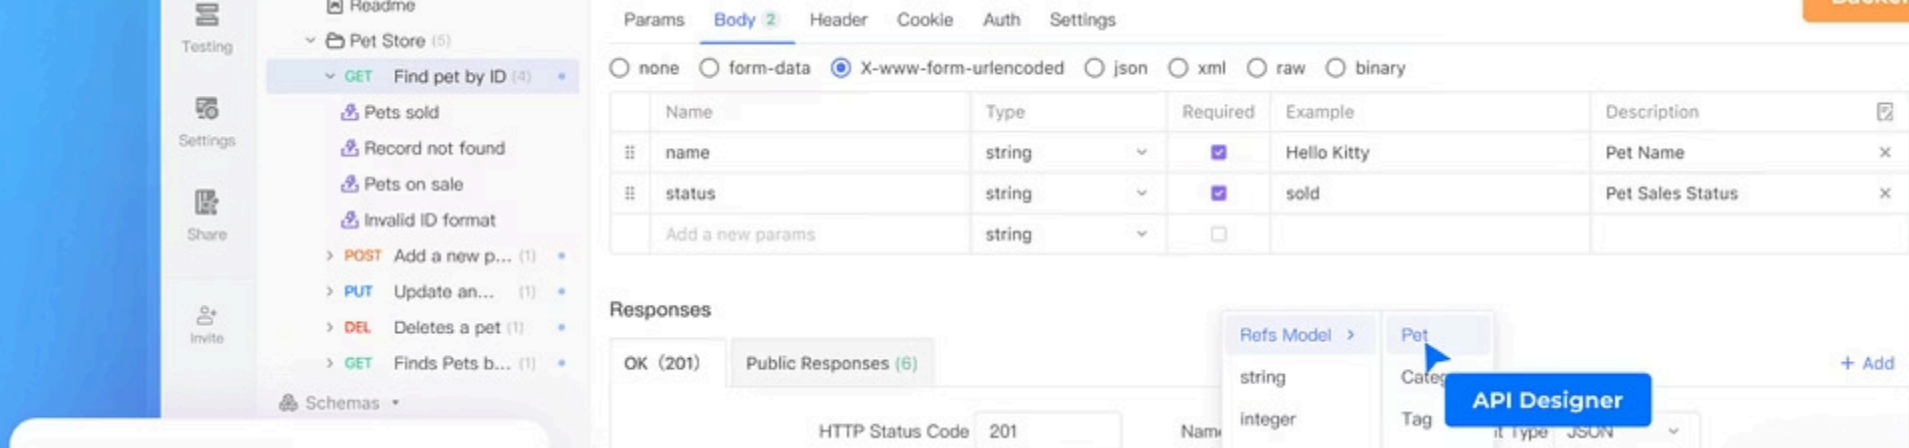 Readme
Params Body 2 Header Cookie Auth Settings
Testing
Pet Store (5)
GET Find pet by ID (4)
none form-data X-www-form-urlencoded json xml raw binary
Pets sold
Name Type Required Example Description
Settings
Record not found
name string Hello Kitty Pet Name
Pets on sale
status string sold Pet Sales Status
Invalid ID format
Share
Add a new params string
POST Add a new p... (1)
PUT Update an... (1)
Responses
DEL Deletes a pet (1)
Invite
Refs Model > Pet
GET Finds Pets b... (1)
OK (201) Public Responses (6)
+ Add
string
Schemas
API Designer
integer Tag
HTTP Status Code 201
Type JSON